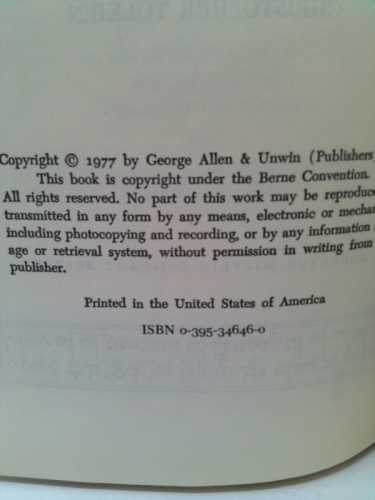 Copyright © 1977 by George Allen & Unwin (Publishers)
This book is copyright under the Berne Convention.
All rights reserved. No part of this work may be reproduce
transmitted in any form by any means, electronic or mechan
including photocopying and recording, or by any information
age or retrieval system, without permission in writing from
publisher.
Printed in the United States of America
ISBN 0-395-34646-0